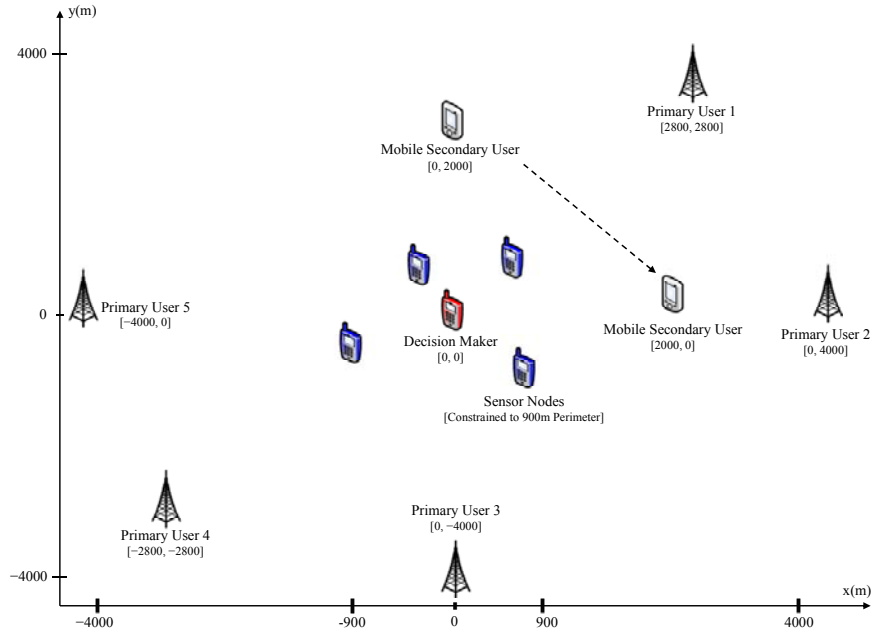 y(m)
4000
Primary User 1
[2800, 2800]
Mobile Secondary User
[0, 2000]
0
Primary User 5
[−4000, 0]
Decision Maker
[0, 0]
Mobile Secondary User
[2000, 0]
Primary User 2
[0, 4000]
Sensor Nodes
[Constrained to 900m Perimeter]
Primary User 3
[0, −4000]
Primary User 4
[−2800, −2800]
−4000
x(m)
−4000
-900
0
900
4000